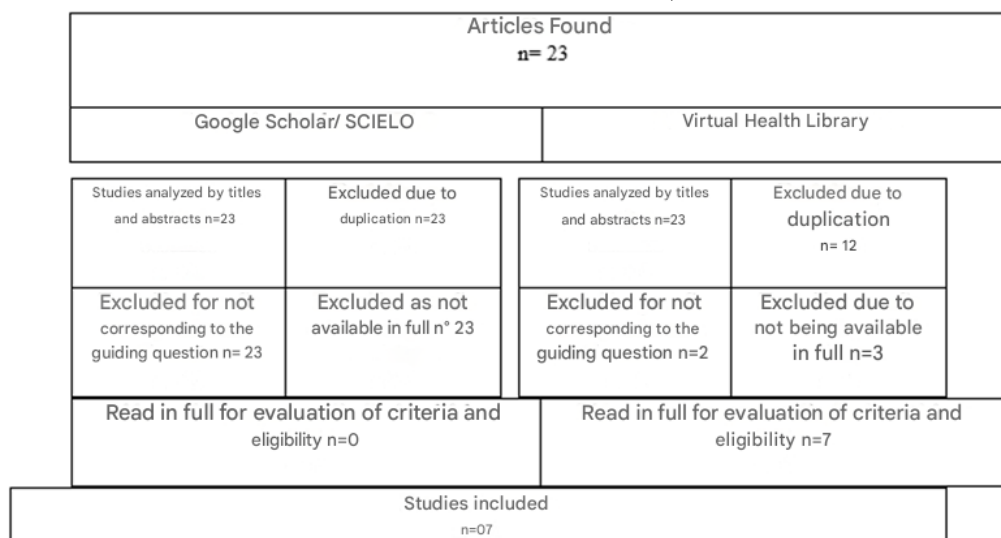 Articles Found
n= 23
Google Scholar/ SCIELO
Virtual Health Library
Studies analyzed by titles
and abstracts n=23
Excluded due to
duplication n=23
Studies analyzed by titles
and abstracts n=23
Excluded due to
duplication
n= 12
Excluded for not
corresponding to the
guiding question n= 23
Excluded as not
available in full n° 23
Excluded for not
corresponding to the
guiding question n=2
Excluded due to
not being available
in full n=3
Read in full for evaluation of criteria and
eligibility n=0
Read in full for evaluation of criteria and
eligibility n=7
Studies included
n=07